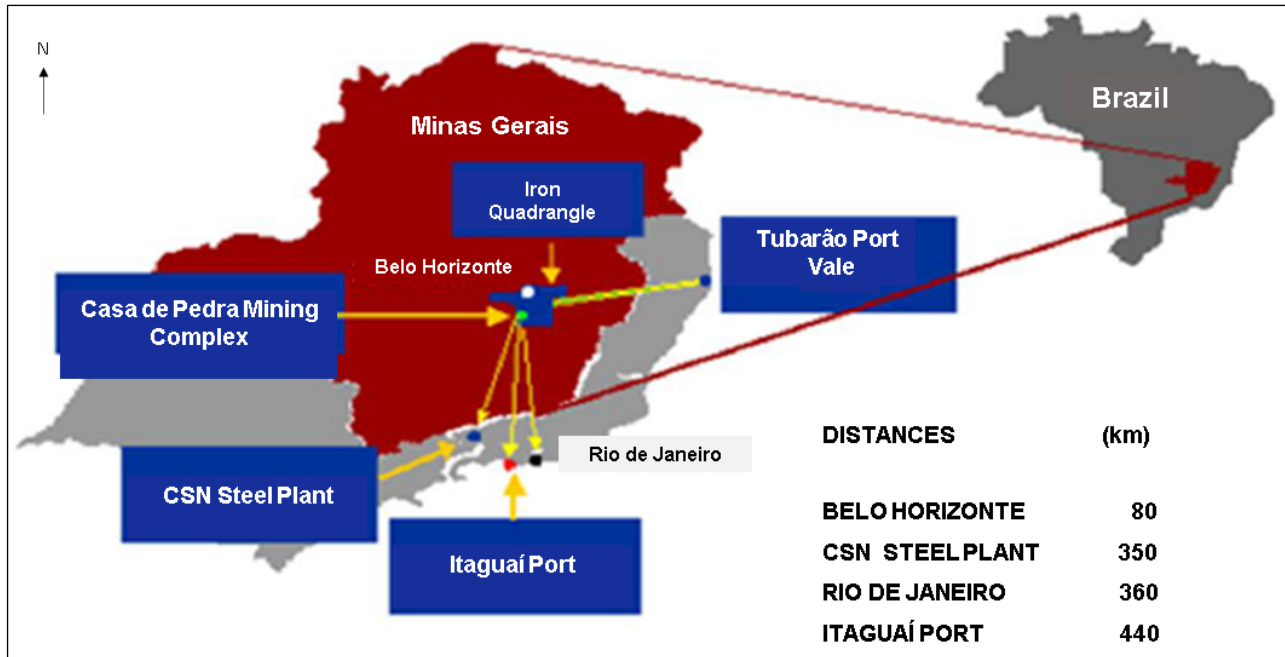 N
Brazil
Minas Gerais
Iron
Quadrangle
Tubarão Port
Vale
Belo Horizonte
Casa de Pedra Mining
Complex
Rio de Janeiro
CSN Steel Plant
Itaguaí Port
DISTANCES (km)
BELO HORIZONTE 80
CSN STEEL PLANT 350
RIO DE JANEIRO 360
ITAGUAÍ PORT 440